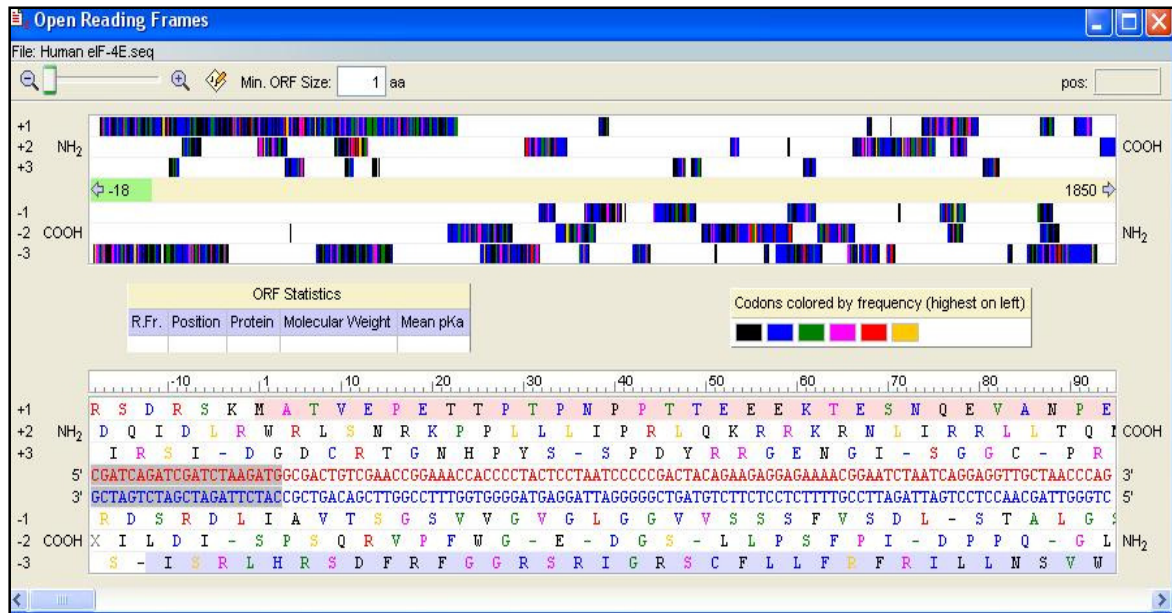 Open Reading Frames
File: Human eIF-4E.seq
Min. ORF Size: 1 aa pos:
+1
+2 NH2 COOH
+3
-18 1850
-1
-2 COOH NH2
-3
ORF Statistics
R.Fr. Position Protein Molecular Weight Mean pKa
Codons colored by frequency (highest on left)
-10 1 10 20 30 40 50 60 70 80 90
+1 R S D R S K M A T V E P E T T P T P N P P T T E E E K T E S N Q E V A N P E
+2 NH2 D Q I D L R W R L S N R K P P L L L I P R L Q K R R K R N L I R R L L T Q COOH
+3 I R S I - D G D C R T G N H P Y S - S P D Y R R G E N G I - S G G C - P R
5' CGATCAGATCGATCTAAGATGGCGACTGTCGAACCGGAAACCACCCCTACTCCTAATCCCCCGACTACAGAAGAGGAGAAAACGGAATCTAATCAGGAGGTTGCTAACCCAG 3'
3' GCTAGTCTAGCTAGATTCTACCGCTGACAGCTTGGCCTTTGGTGGGGATGAGGATTAGGGGGCTGATGTCTTCTCCTCTTTTGCCTTAGATTAGTCCTCCAACGATTGGGTC 5'
-1 R D S R D L I A V T S G S V V G V G L G G V V S S S F V S D L - S T A L G S
-2 COOH X I L D I - S P S Q R V P F W G - E - D G S - L L P S F P I - D P P Q - G L NH2
-3 S - I S R L H R S D F R F G G R S R I G R S C F L L F R F R I L L N S V W